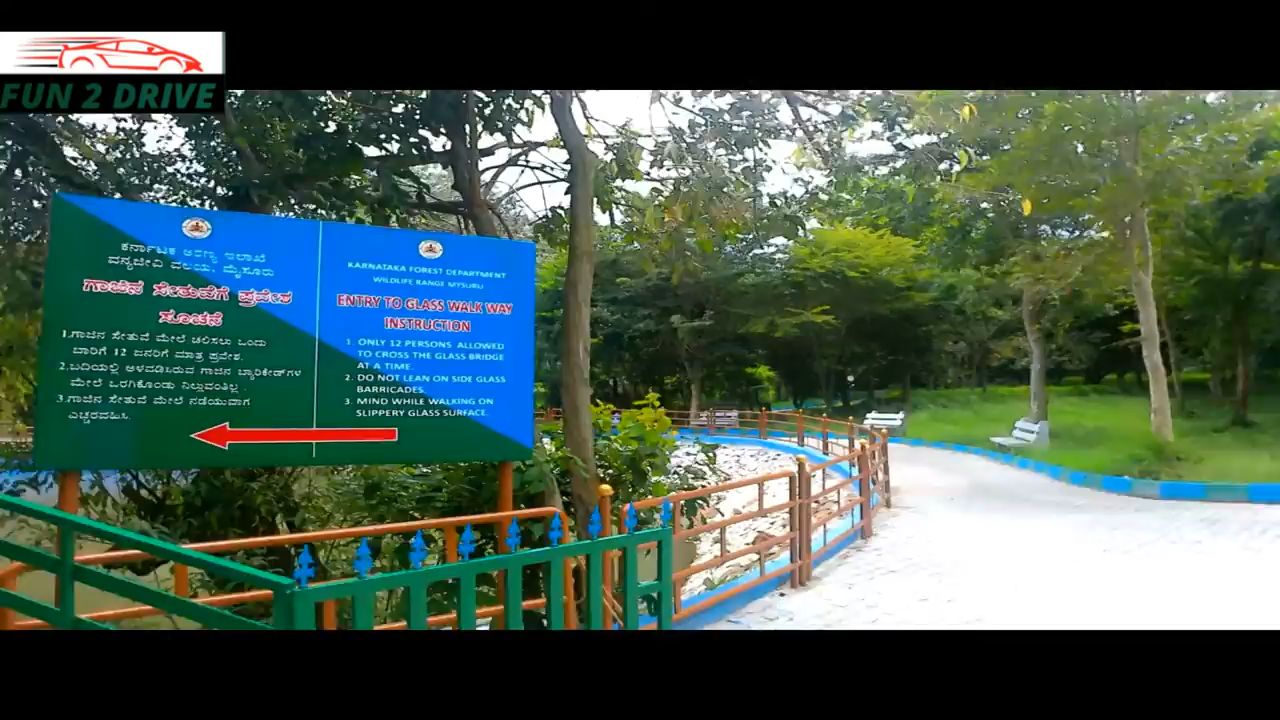 FUN 2 DRIVE
ಕರ್ನಾಟಕ ಅರಣ್ಯ ಇಲಾಖೆ
ವನ್ಯಜೀವಿ ವಲಯ, ಮೈಸೂರು
ಗಾಜಿನ ಸೇತುವೆಗೆ ಪ್ರವೇಶ
ಸೂಚನೆ
1.ಗಾಜಿನ ಸೇತುವೆ ಮೇಲೆ ಚಲಿಸಲು ಒಂದು
ಬಾರಿಗೆ 12 ಜನರಿಗೆ ಮಾತ್ರ ಪ್ರವೇಶ.
2.ಬದಿಯಲ್ಲಿ ಅಳವಡಿಸಿರುವ ಗಾಜಿನ ಬ್ಯಾರಿಕೇಡ್‌ಗಳ
ಮೇಲೆ ಒರಗಿಕೊಂಡು ನಿಲ್ಲುವಂತಿಲ್ಲ.
3.ಗಾಜಿನ ಸೇತುವೆ ಮೇಲೆ ನಡೆಯುವಾಗ
ಎಚ್ಚರವಹಿಸಿ.
KARNATAKA FOREST DEPARTMENT
WILDLIFE RANGE MYSURU
ENTRY TO GLASS WALK WAY
INSTRUCTION
1. ONLY 12 PERSONS ALLOWED
TO CROSS THE GLASS BRIDGE
AT A TIME.
2. DO NOT LEAN ON SIDE GLASS
BARRICADES.
3. MIND WHILE WALKING ON
SLIPPERY GLASS SURFACE.